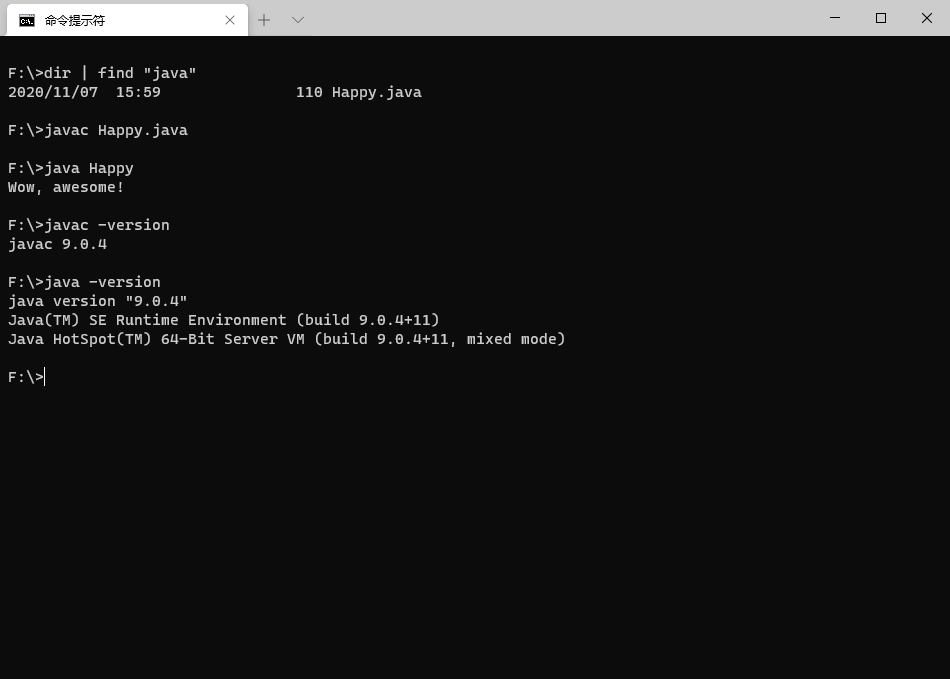 命令提示符
F:\>dir | find "java"
2020/11/07  15:59               110 Happy.java
F:\>javac Happy.java
F:\>java Happy
Wow, awesome!
F:\>javac -version
javac 9.0.4
F:\>java -version
java version "9.0.4"
Java(TM) SE Runtime Environment (build 9.0.4+11)
Java HotSpot(TM) 64-Bit Server VM (build 9.0.4+11, mixed mode)
F:\>